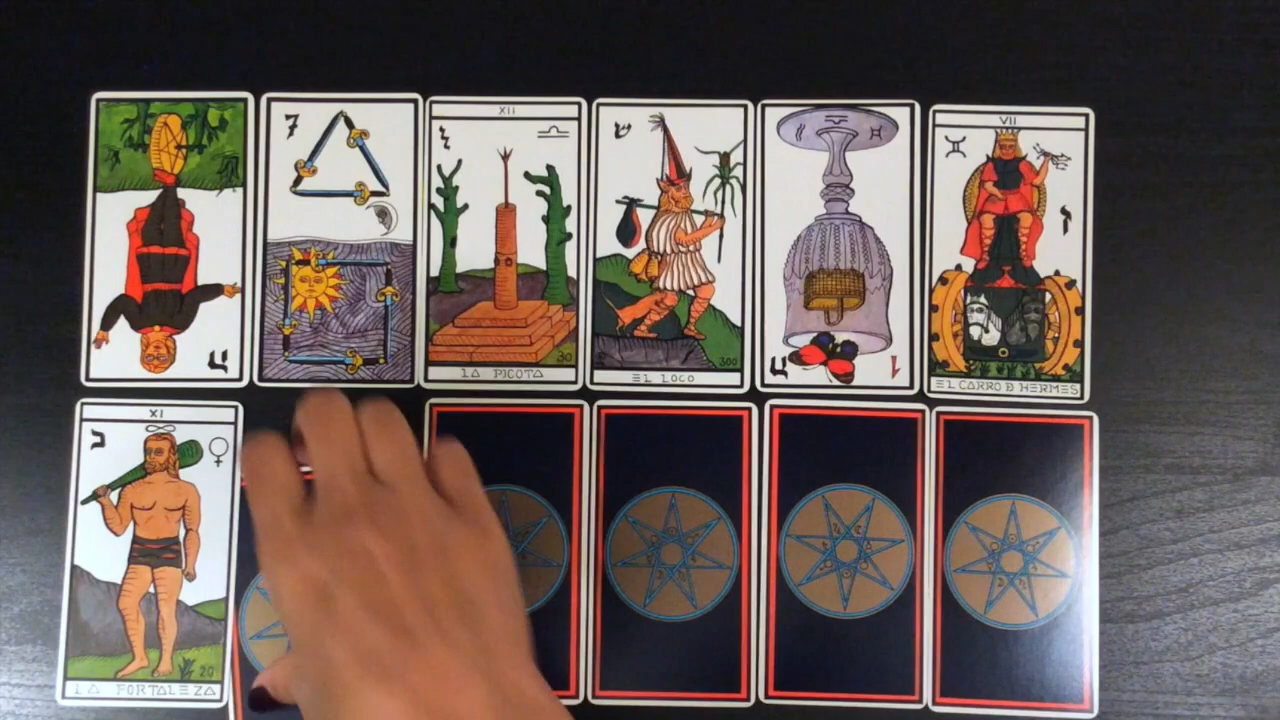 7
XII
LA PICOTA
30
ש
EL LOCO
300
VII
EL CARRO D HERMES
XI
כ
LA FORTALEZA
20